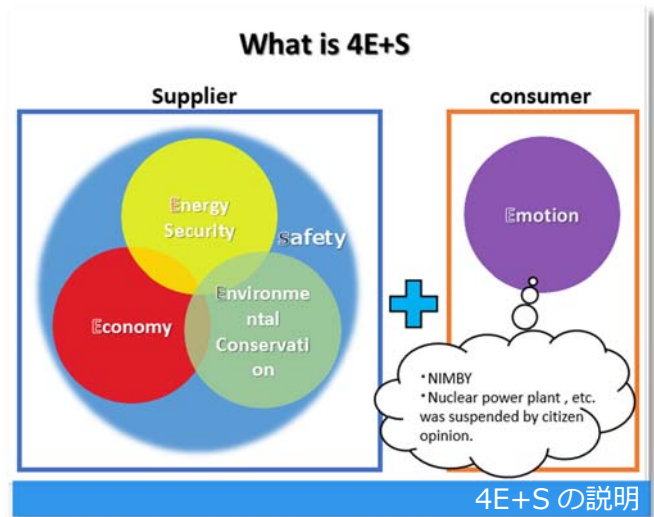 What is 4E+S
Supplier
consumer
Energy
Security
safety
Economy
Environme
ntal
Conservati
on
Emotion
・NIMBY
・Nuclear power plant , etc.
was suspended by citizen
opinion.
4E+S の説明